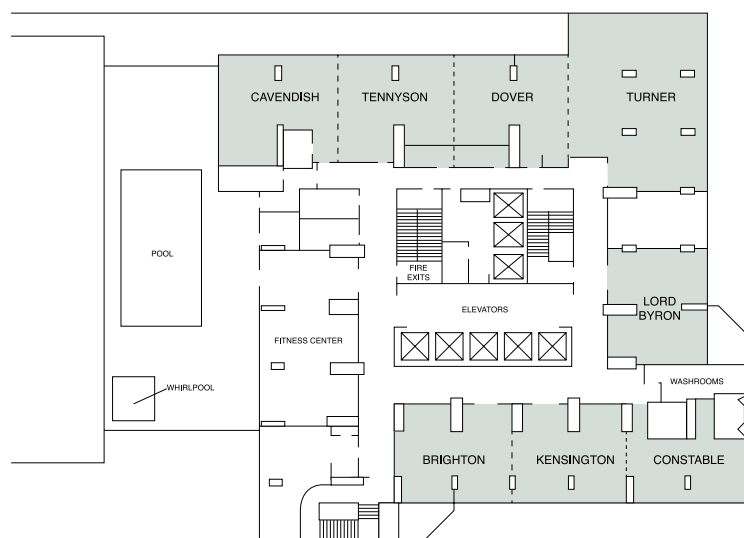 CAVENDISH
TENNYSON
DOVER
TURNER
POOL
FIRE
EXITS
LORD
BYRON
ELEVATORS
FITNESS CENTER
WASHROOMS
WHIRLPOOL
BRIGHTON
KENSINGTON
CONSTABLE